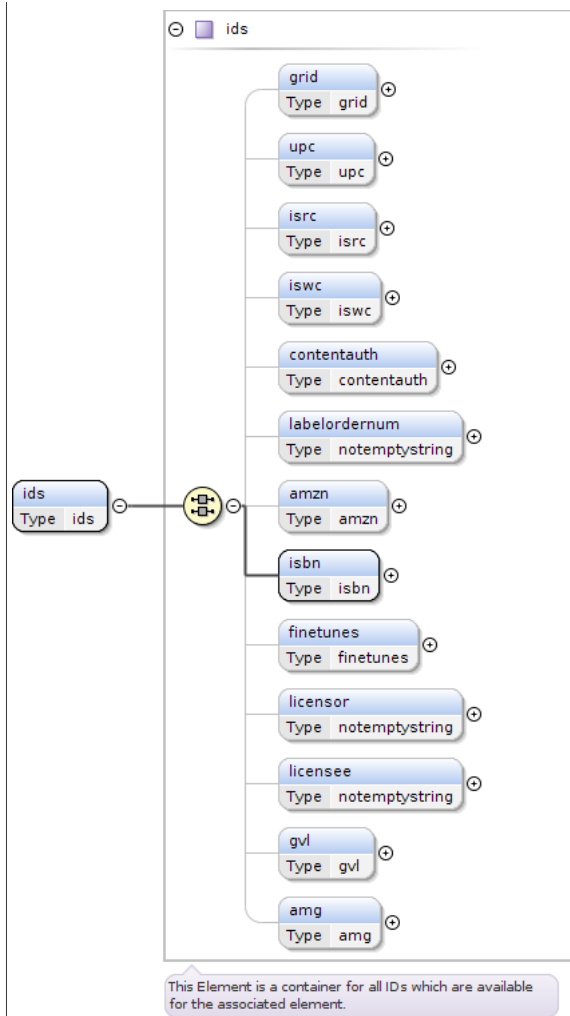 ids
grid
Type grid
upc
Type upc
isrc
Type isrc
iswc
Type iswc
contentauth
Type contentauth
labelordernum
Type notemptystring
ids
Type ids
amzn
Type amzn
isbn
Type isbn
finetunes
Type finetunes
licensor
Type notemptystring
licensee
Type notemptystring
gvl
Type gvl
amg
Type amg
This Element is a container for all IDs which are available
for the associated element.